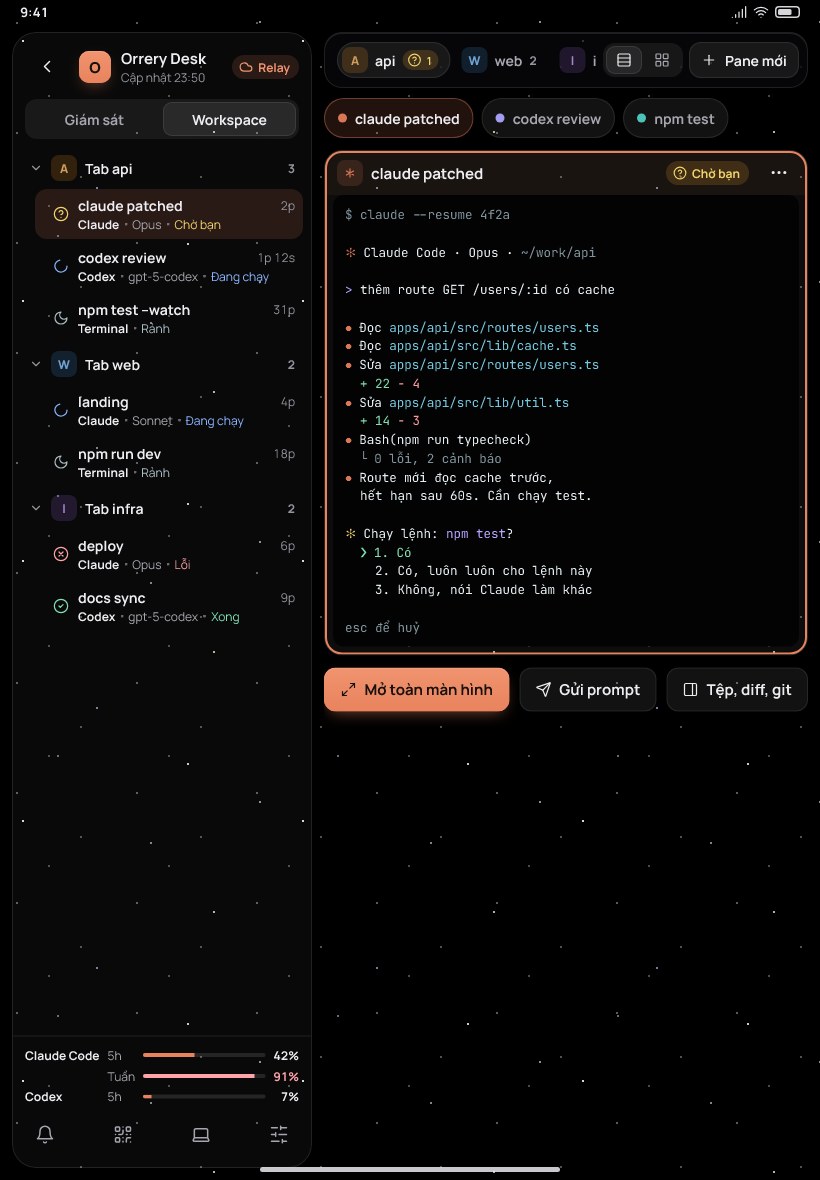 9:41
O
Orrery Desk
Cập nhật 23:50
Relay
Giám sát
Workspace
A Tab api 3
claude patched 2p
Claude • Opus • Chờ bạn
codex review 1p 12s
Codex • gpt-5-codex • Đang chạy
npm test --watch 31p
Terminal • Rảnh
W Tab web 2
landing 4p
Claude • Sonnet • Đang chạy
npm run dev 18p
Terminal • Rảnh
I Tab infra 2
deploy 6p
Claude • Opus • Lỗi
docs sync 9p
Codex • gpt-5-codex • Xong
Claude Code 5h 42%
Tuần 91%
Codex 5h 7%
A api 1
W web 2
I i
Pane mới
claude patched
codex review
npm test
claude patched
Chờ bạn
$ claude --resume 4f2a
✻ Claude Code · Opus · ~/work/api
> thêm route GET /users/:id có cache
● Đọc apps/api/src/routes/users.ts
● Đọc apps/api/src/lib/cache.ts
● Sửa apps/api/src/routes/users.ts
+ 22 - 4
● Sửa apps/api/src/lib/util.ts
+ 14 - 3
● Bash(npm run typecheck)
└ 0 lỗi, 2 cảnh báo
● Route mới đọc cache trước,
hết hạn sau 60s. Cần chạy test.
✻ Chạy lệnh: npm test?
❯ 1. Có
2. Có, luôn luôn cho lệnh này
3. Không, nói Claude làm khác
esc để huỷ
Mở toàn màn hình
Gửi prompt
Tệp, diff, git